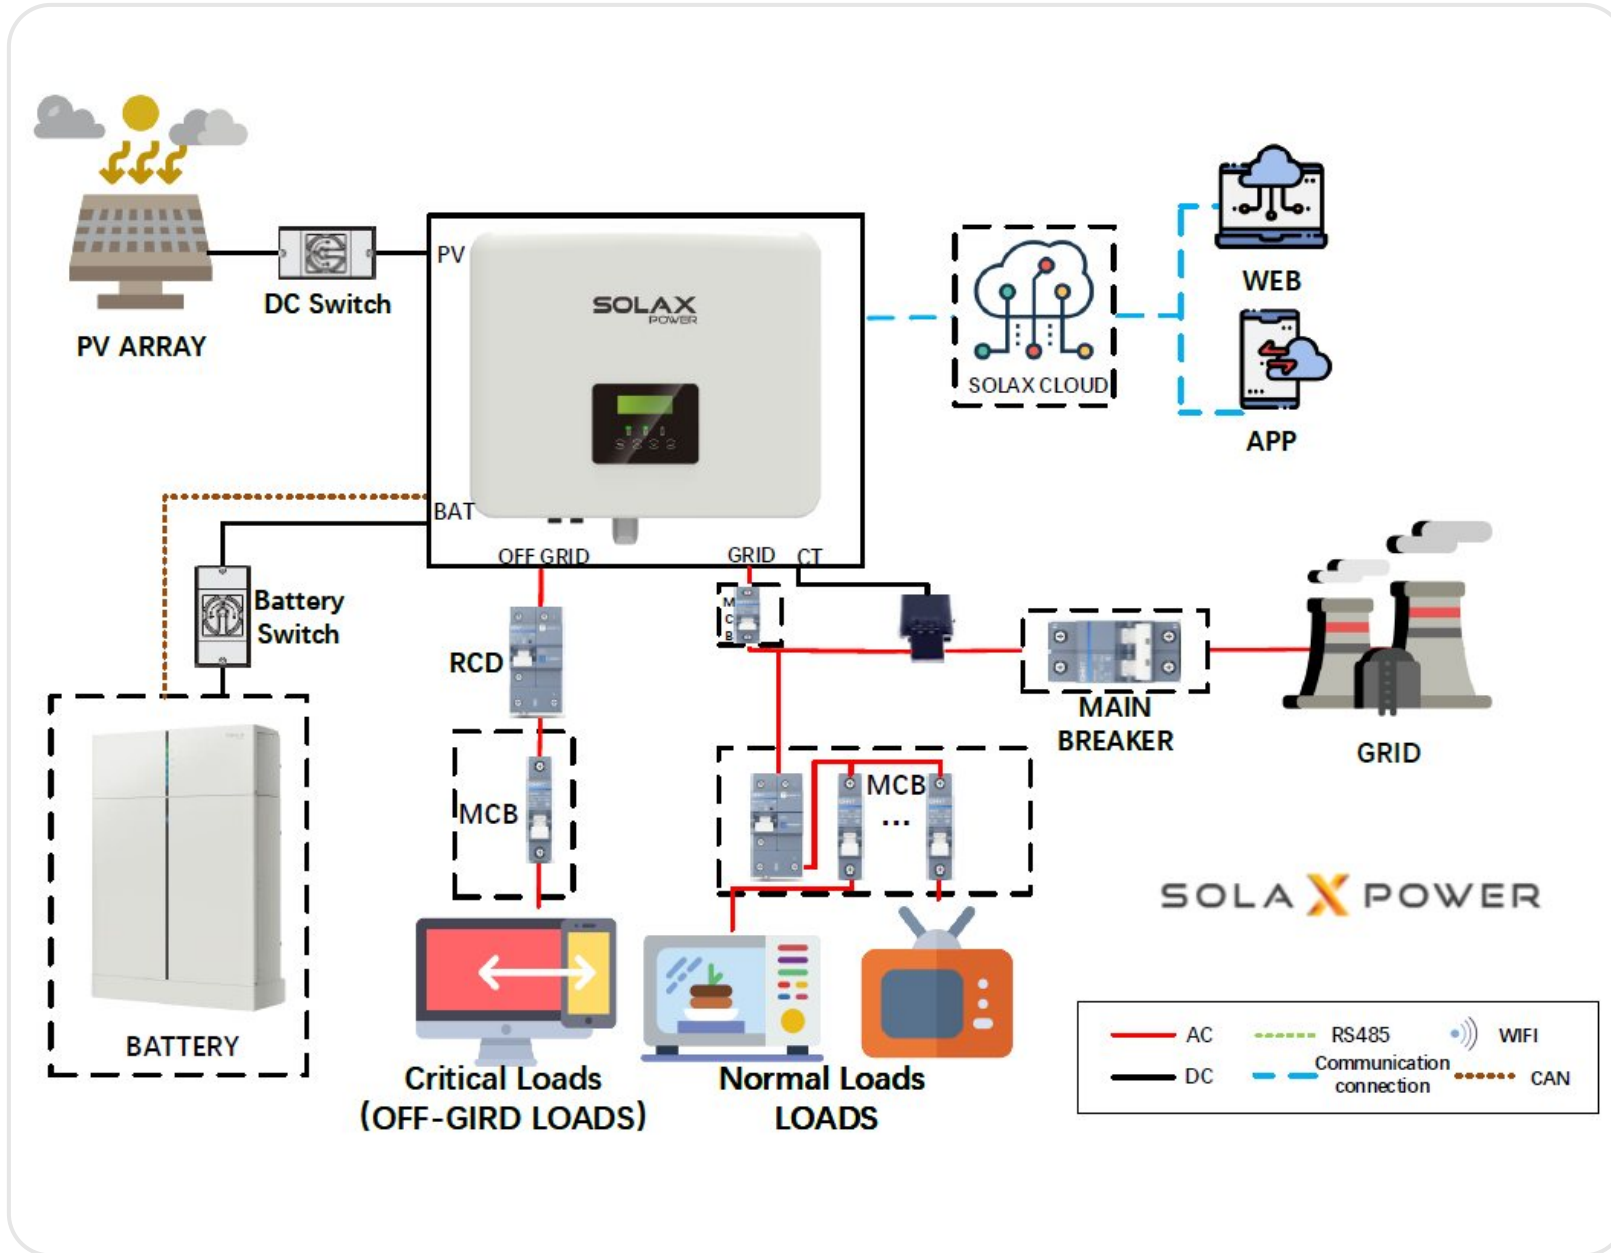 PV ARRAY
DC Switch
PV
SOLAX
POWER
SOLAX CLOUD
WEB
APP
BAT
OFF GRID
GRID
CT
Battery
Switch
RCD
M
C
B
MAIN
BREAKER
GRID
MCB
MCB
...
BATTERY
Critical Loads
(OFF-GIRD LOADS)
Normal Loads
LOADS
SOLAX POWER
AC
RS485
WIFI
DC
Communication
connection
CAN